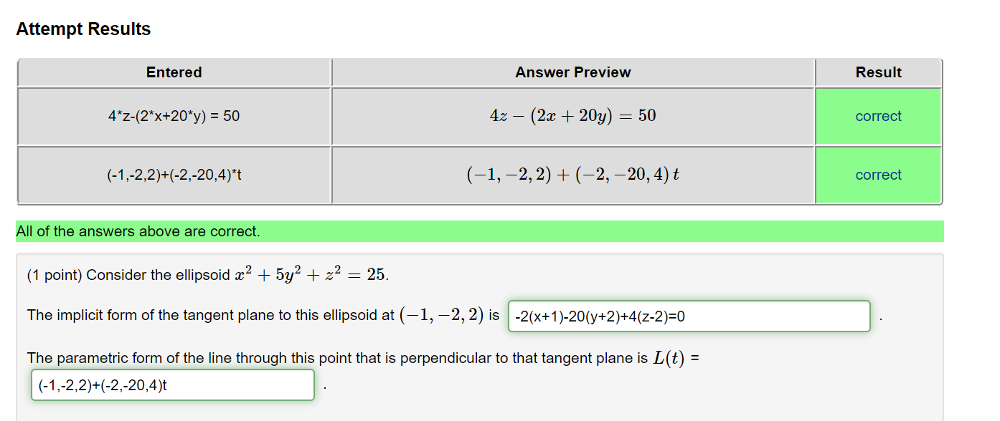 Attempt Results
Entered Answer Preview Result
4*z-(2*x+20*y) = 50 4z − (2x + 20y) = 50 correct
(-1,-2,2)+(-2,-20,4)*t (−1, −2, 2) + (−2, −20, 4) t correct
All of the answers above are correct.
(1 point) Consider the ellipsoid x² + 5y² + z² = 25.
The implicit form of the tangent plane to this ellipsoid at (−1, −2, 2) is -2(x+1)-20(y+2)+4(z-2)=0 .
The parametric form of the line through this point that is perpendicular to that tangent plane is L(t) =
(-1,-2,2)+(-2,-20,4)t .